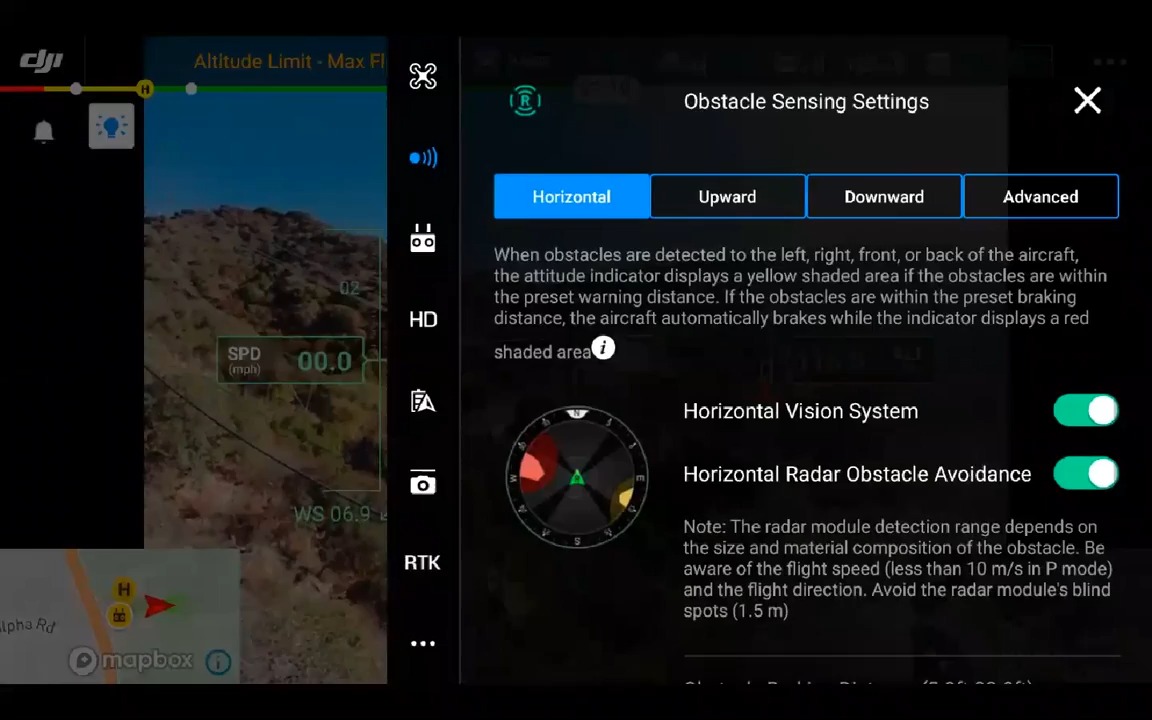 dji
Altitude Limit - Max Fl
H
R
Obstacle Sensing Settings
Horizontal
Upward
Downward
Advanced
When obstacles are detected to the left, right, front, or back of the aircraft,
the attitude indicator displays a yellow shaded area if the obstacles are within
the preset warning distance. If the obstacles are within the preset braking
distance, the aircraft automatically brakes while the indicator displays a red
shaded area i
02
HD
SPD
(mph)
00.0
Horizontal Vision System
N
E
S
W
Horizontal Radar Obstacle Avoidance
WS 06.9
Note: The radar module detection range depends on
the size and material composition of the obstacle. Be
aware of the flight speed (less than 10 m/s in P mode)
and the flight direction. Avoid the radar module's blind
spots (1.5 m)
RTK
H
lpha Rd
mapbox i